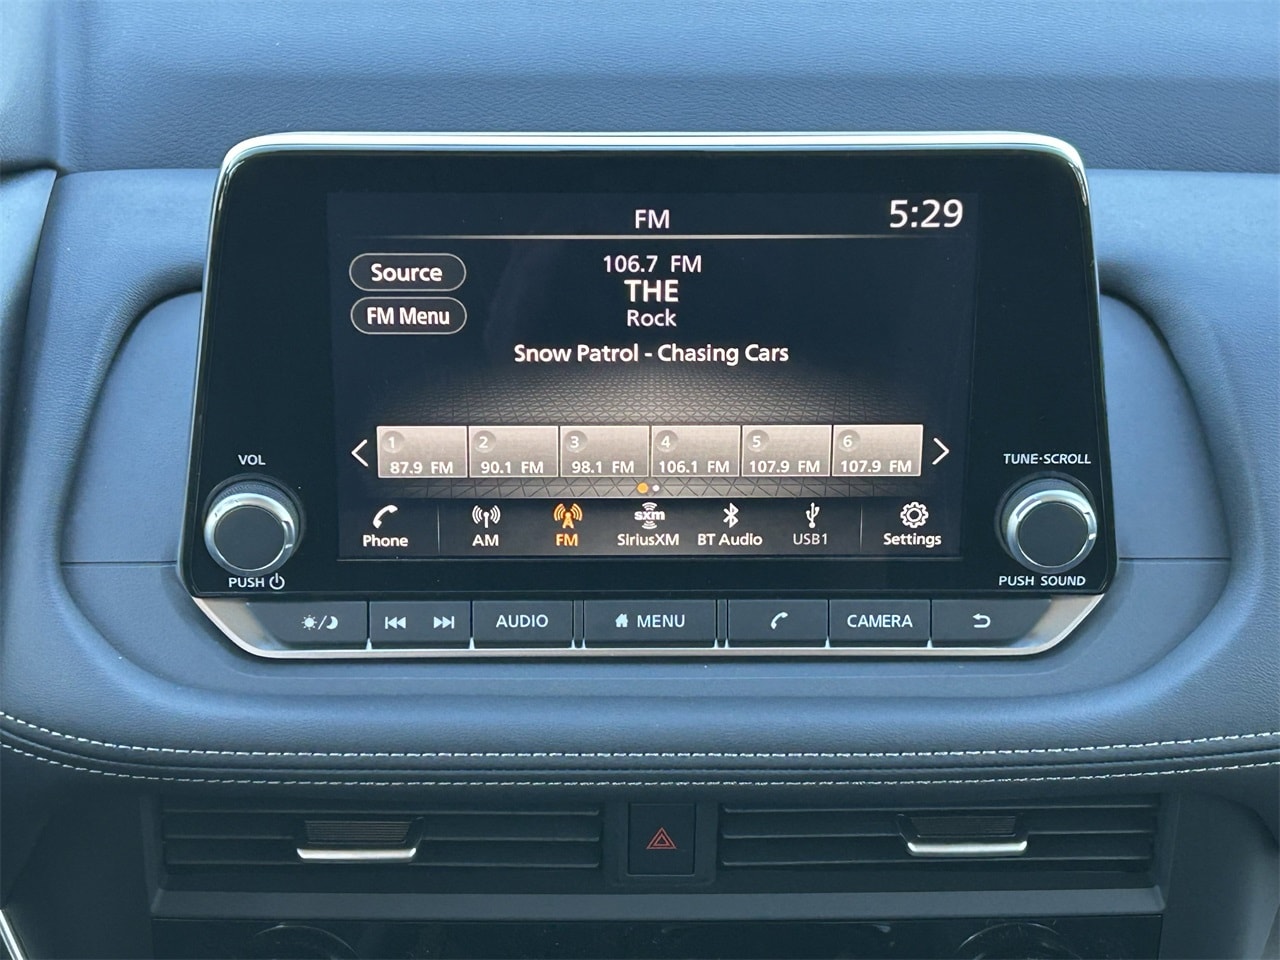 FM
5:29
Source
106.7 FM
THE
FM Menu
Rock
Snow Patrol - Chasing Cars
1
87.9 FM
2
90.1 FM
3
98.1 FM
4
106.1 FM
5
107.9 FM
6
107.9 FM
VOL
TUNE·SCROLL
Phone
AM
FM
sxm
SiriusXM
BT Audio
USB1
Settings
PUSH
PUSH SOUND
AUDIO
MENU
CAMERA